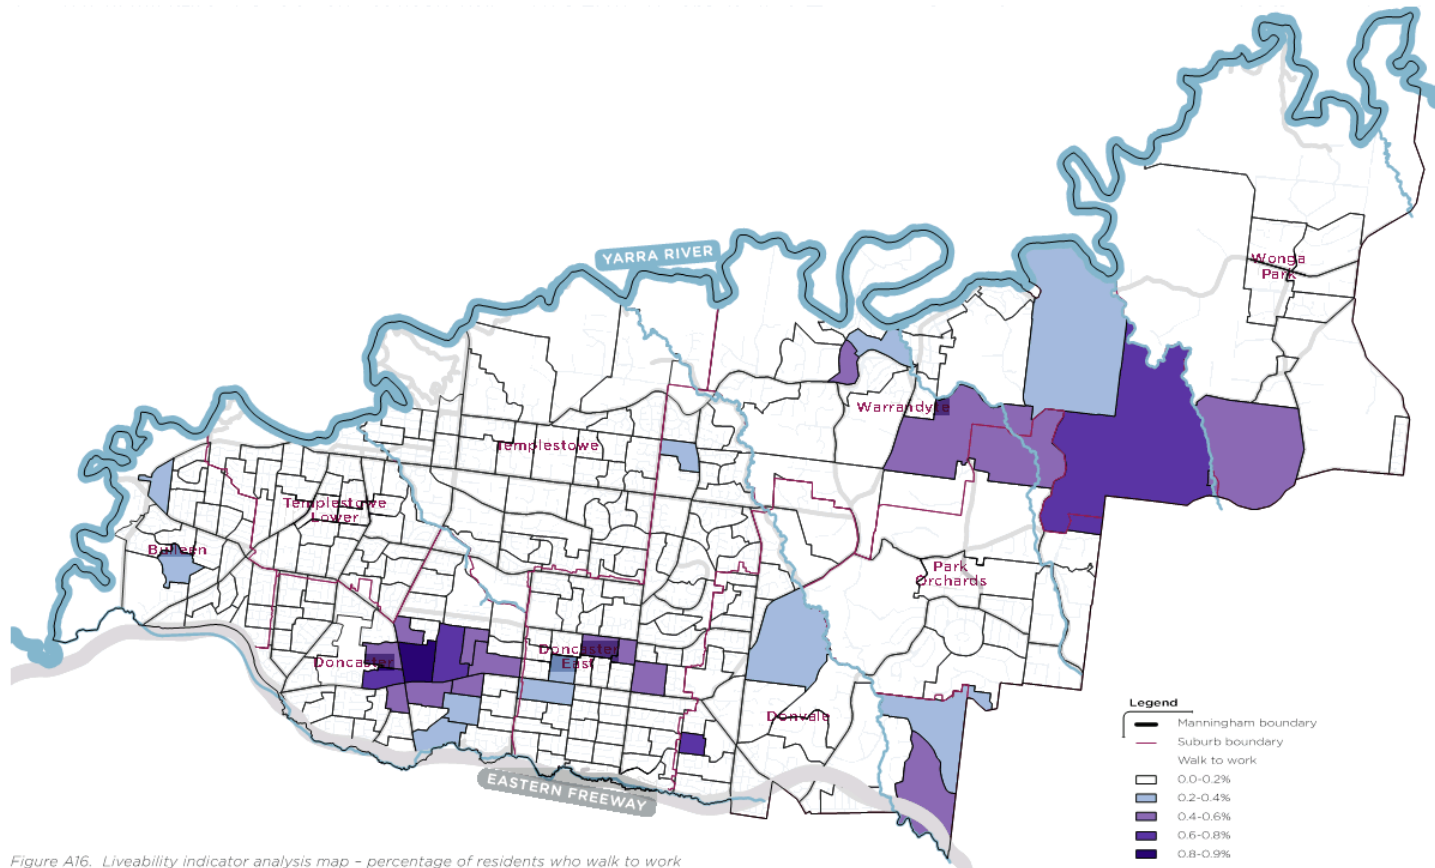 YARRA RIVER
Wonga
Park
Warrandyte
Templestowe
Templestowe
Lower
Bulleen
Park
Orchards
Doncaster
Doncaster
East
Donvale
EASTERN FREEWAY
Legend
Manningham boundary
Suburb boundary
Walk to work
0.0-0.2%
0.2-0.4%
0.4-0.6%
0.6-0.8%
0.8-0.9%
Figure A16. Liveability indicator analysis map – percentage of residents who walk to work